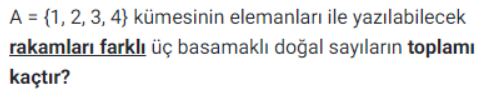 A = {1, 2, 3, 4} kümesinin elemanları ile yazılabilecek
rakamları farklı üç basamaklı doğal sayıların toplamı
kaçtır?